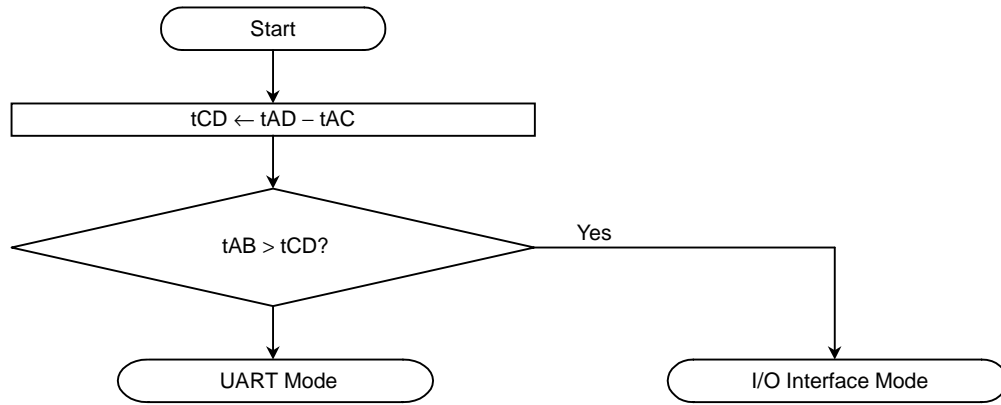 Start
tCD ← tAD − tAC
tAB > tCD?
Yes
UART Mode
I/O Interface Mode